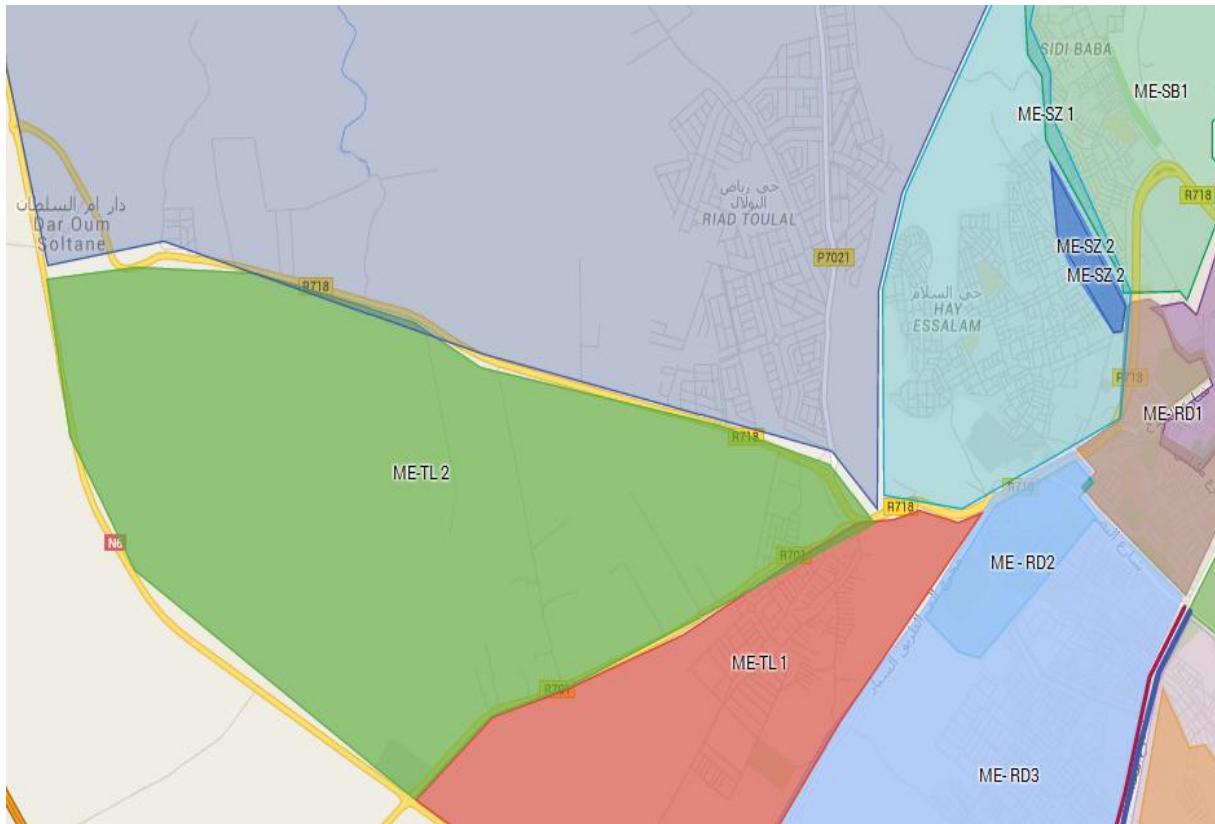 SIDI BABA
ME-SB1
ME-SZ 1
R718
دار ام السلطان
Dar Oum
Soltane
حي رياض
التولال
RIAD TOULAL
P7021
ME-SZ 2
ME-SZ 2
حي السلام
HAY
ESSALAM
R718
R718
ME-RD1
R718
ME-TL 2
R718
R718
N6
R701
ME - RD2
ME-TL 1
R701
ME- RD3